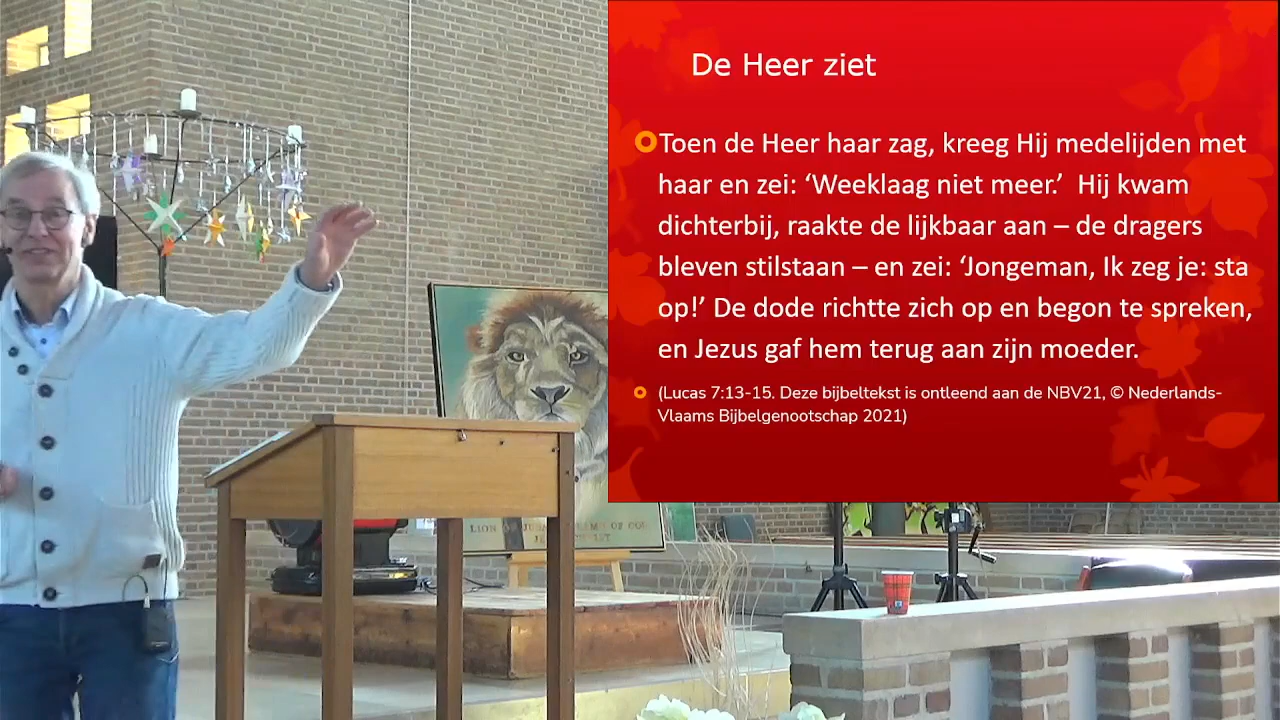 De Heer ziet
Toen de Heer haar zag, kreeg Hij medelijden met
haar en zei: ‘Weeklaag niet meer.’ Hij kwam
dichterbij, raakte de lijkbaar aan – de dragers
bleven stilstaan – en zei: ‘Jongeman, Ik zeg je: sta
op!’ De dode richtte zich op en begon te spreken,
en Jezus gaf hem terug aan zijn moeder.
(Lucas 7:13-15. Deze bijbeltekst is ontleend aan de NBV21, © Nederlands-
Vlaams Bijbelgenootschap 2021)
LION OF